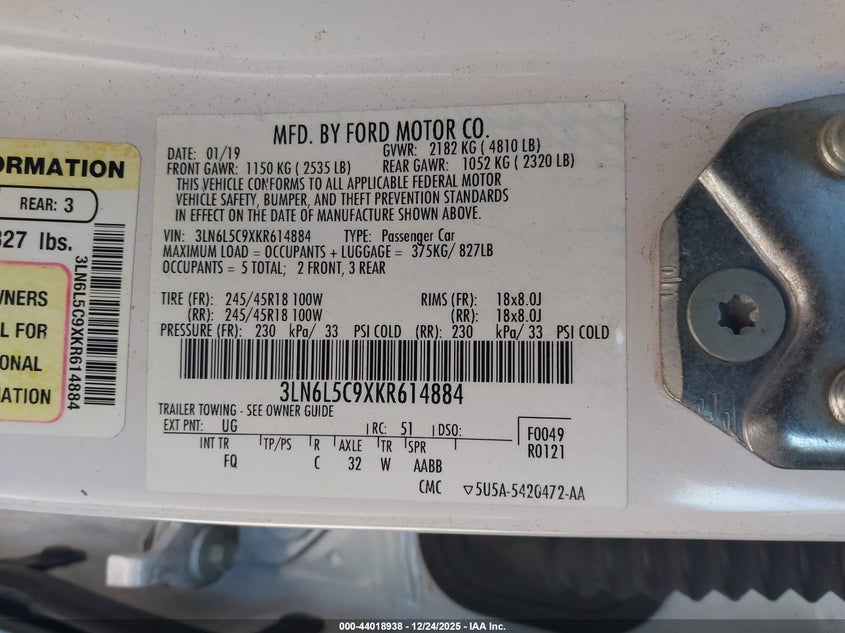 ORMATION
REAR: 3
827 lbs.
WNERS
L FOR
IONAL
MATION
3LN6L5C9XKR614884
MFD. BY FORD MOTOR CO.
DATE: 01/19 GVWR: 2182 KG ( 4810 LB)
FRONT GAWR: 1150 KG ( 2535 LB) REAR GAWR: 1052 KG ( 2320 LB)
THIS VEHICLE CONFORMS TO ALL APPLICABLE FEDERAL MOTOR
VEHICLE SAFETY, BUMPER, AND THEFT PREVENTION STANDARDS
IN EFFECT ON THE DATE OF MANUFACTURE SHOWN ABOVE.
VIN: 3LN6L5C9XKR614884 TYPE: Passenger Car
MAXIMUM LOAD = OCCUPANTS + LUGGAGE = 375KG/ 827LB
OCCUPANTS = 5 TOTAL; 2 FRONT, 3 REAR
TIRE (FR): 245/45R18 100W RIMS (FR): 18x8.0J
(RR): 245/45R18 100W (RR): 18x8.0J
PRESSURE (FR): 230 kPa/ 33 PSI COLD (RR): 230 kPa/ 33 PSI COLD
3LN6L5C9XKR614884
TRAILER TOWING - SEE OWNER GUIDE
EXT PNT: UG RC: 51 DSO: F0049
INT TR TP/PS R AXLE TR SPR R0121
FQ C 32 W AABB
CMC ▽5U5A-5420472-AA
000-44018938 - 12/24/2025 - IAA Inc.